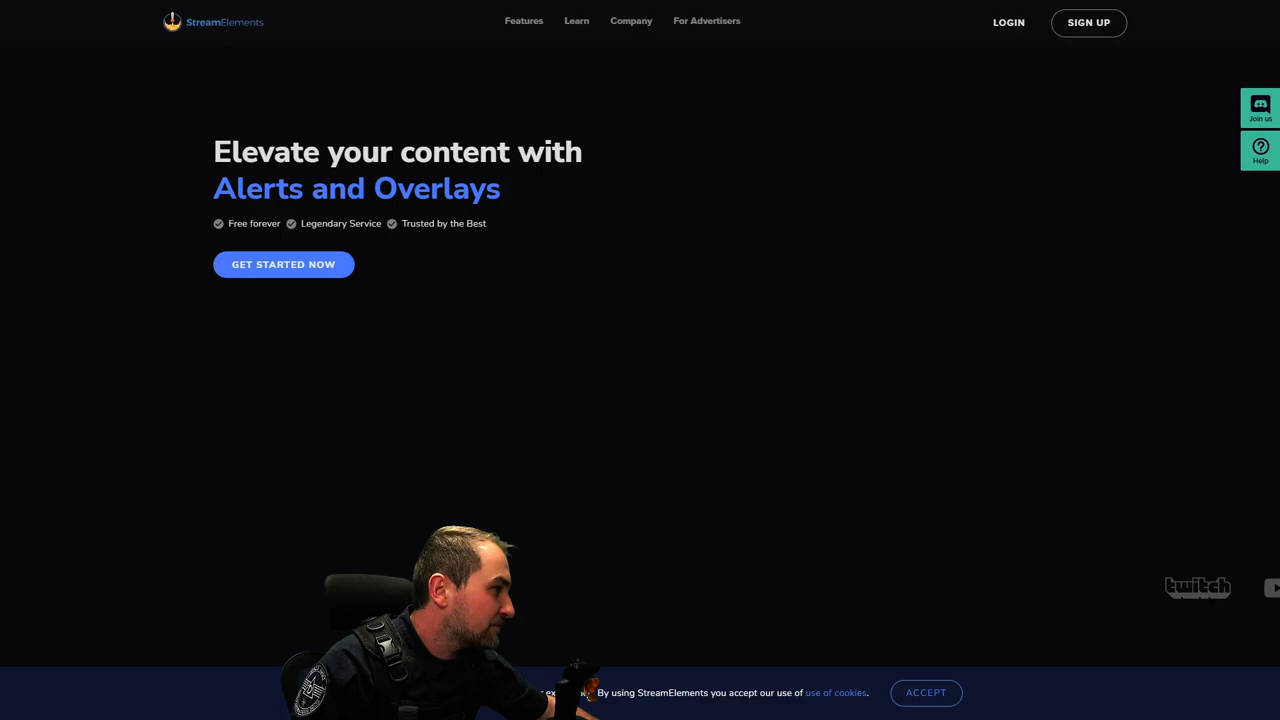 StreamElements
Features
Learn
Company
For Advertisers
LOGIN
SIGN UP
Join us
Help
Elevate your content with
Alerts and Overlays
Free forever
Legendary Service
Trusted by the Best
GET STARTED NOW
twitch
By using StreamElements you accept our use of use of cookies.
ACCEPT